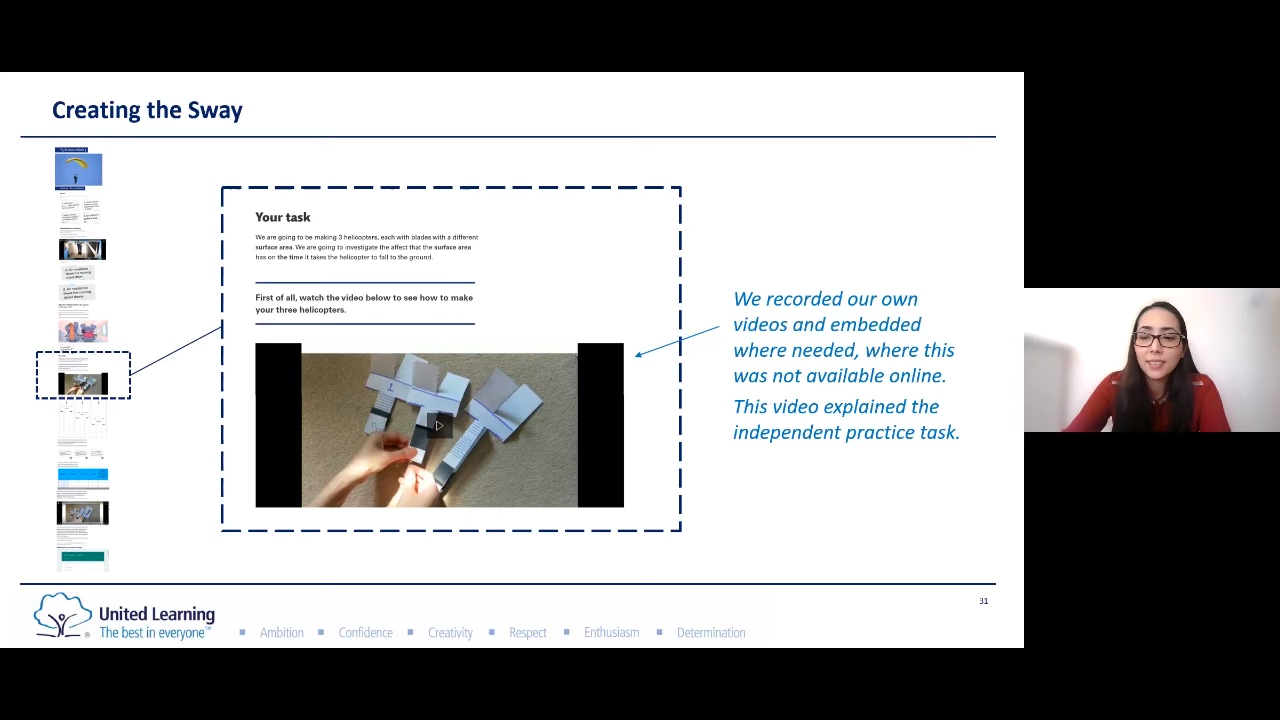 Creating the Sway
Your task
We are going to be making 3 helicopters, each with blades with a different
surface area. We are going to investigate the affect that the surface area
has on the time it takes the helicopter to fall to the ground.
First of all, watch the video below to see how to make
your three helicopters.
We recorded our own
videos and embedded
where needed, where this
was not available online.
This video explained the
independent practice task.
31
United Learning
The best in everyone™
Ambition
Confidence
Creativity
Respect
Enthusiasm
Determination